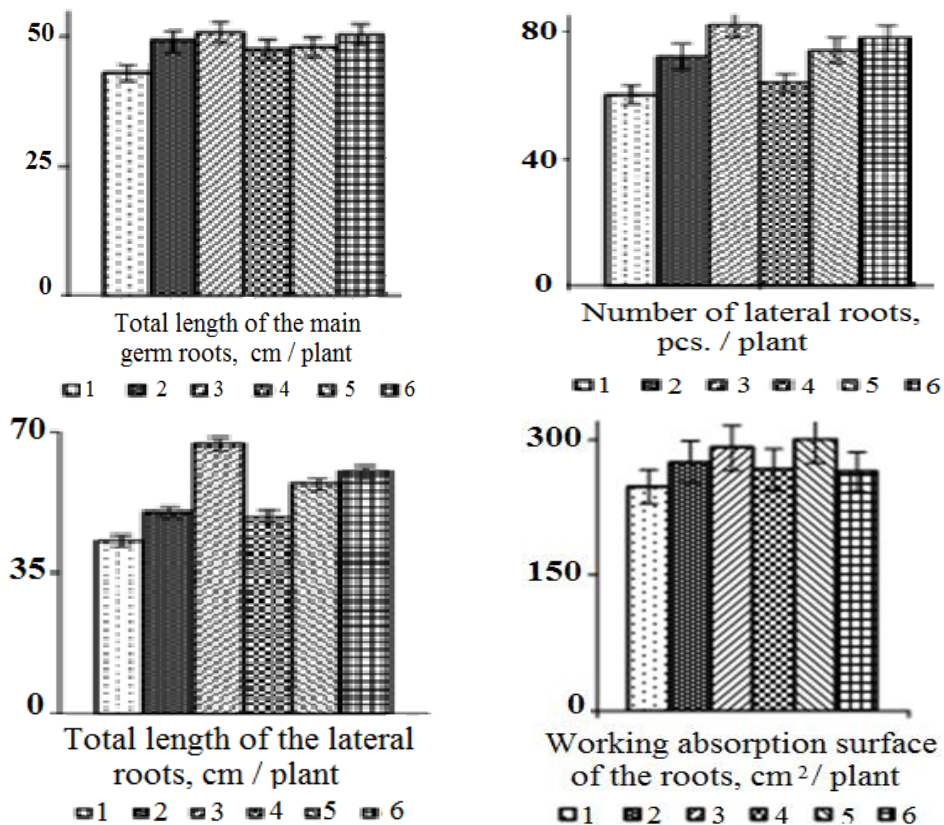 50
25
0
Total length of the main
germ roots, cm / plant
1 2 3 4 5 6
80
40
0
Number of lateral roots,
pcs. / plant
1 2 3 4 5 6
70
35
0
Total length of the lateral
roots, cm / plant
1 2 3 4 5 6
300
150
0
Working absorption surface
of the roots, cm²/ plant
1 2 3 4 5 6